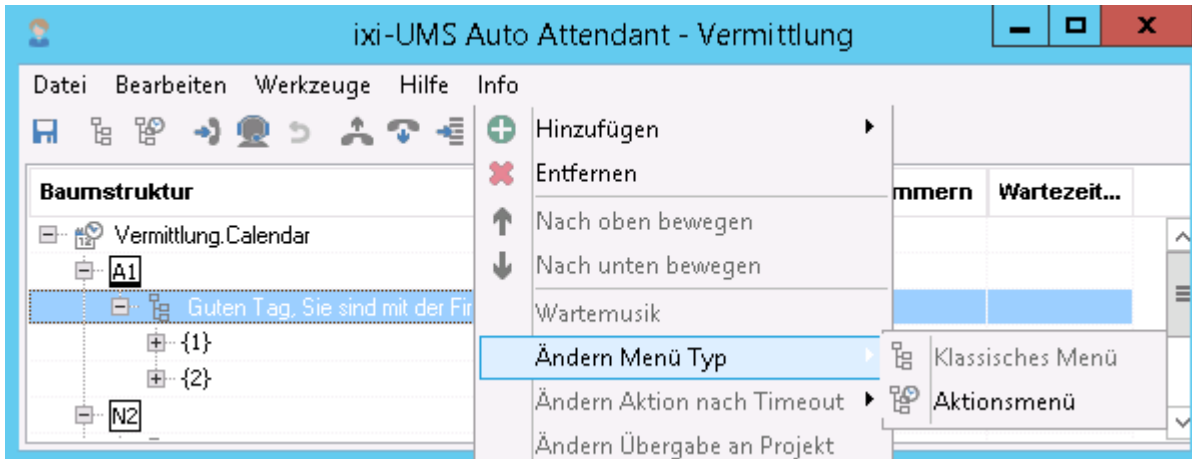 ixi-UMS Auto Attendant - Vermittlung
Datei Bearbeiten Werkzeuge Hilfe Info
Hinzufügen
Entfernen
Baumstruktur
mmern Wartezeit...
Nach oben bewegen
12 Vermittlung.Calendar
Nach unten bewegen
A1
Guten Tag, Sie sind mit der Fir
Wartemusik
{1}
Ändern Menü Typ
Klassisches Menü
{2}
Ändern Aktion nach Timeout
Aktionsmenü
N2
Ändern Übergabe an Projekt